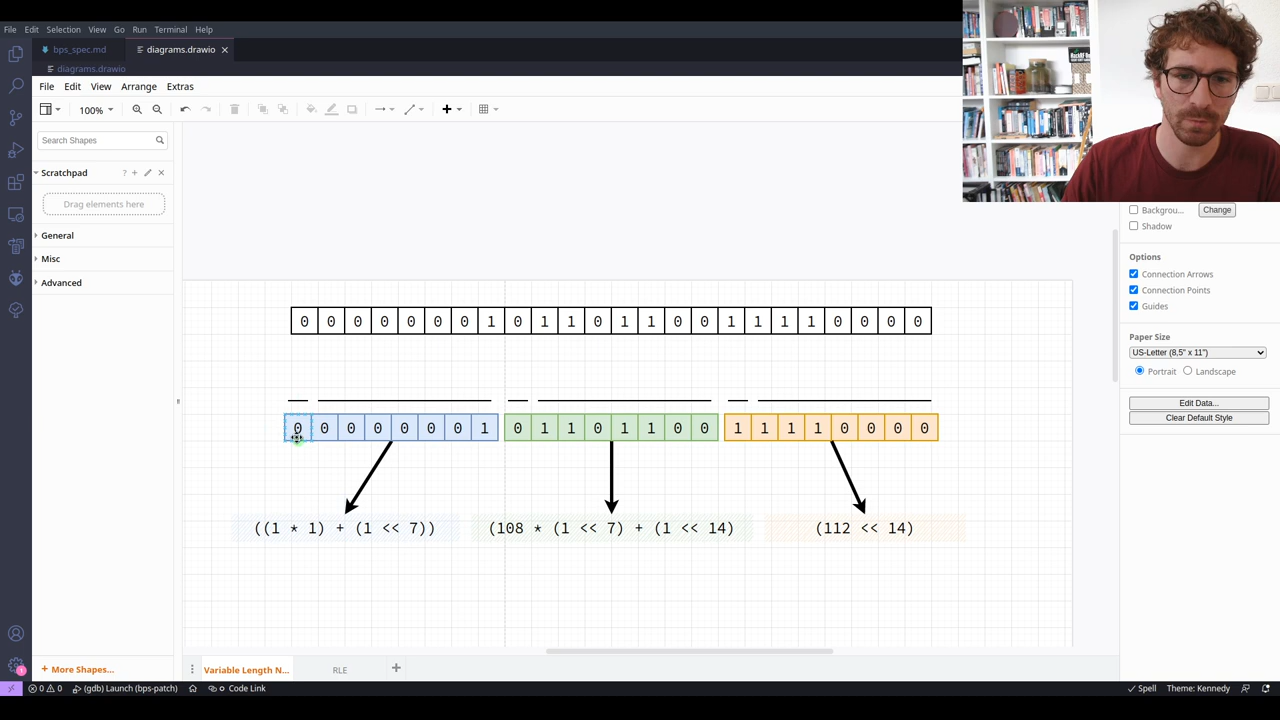 File Edit Selection View Go Run Terminal Help
bps_spec.md diagrams.drawio
diagrams.drawio
File Edit View Arrange Extras
100%
Search Shapes
Scratchpad
Drag elements here
General
Misc
Advanced
Backgrou... Change
Shadow
Options
Connection Arrows
Connection Points
Guides
Paper Size
US-Letter (8,5" x 11")
Portrait Landscape
Edit Data...
Clear Default Style
0 0 0 0 0 0 0 1 0 1 1 0 1 1 0 0 1 1 1 1 0 0 0 0
0 0 0 0 0 0 0 1 0 1 1 0 1 1 0 0 1 1 1 1 0 0 0 0
((1 * 1) + (1 << 7)) (108 * (1 << 7) + (1 << 14) (112 << 14)
More Shapes... Variable Length N... RLE
0 0 (gdb) Launch (bps-patch) 0 Code Link Spell Theme: Kennedy